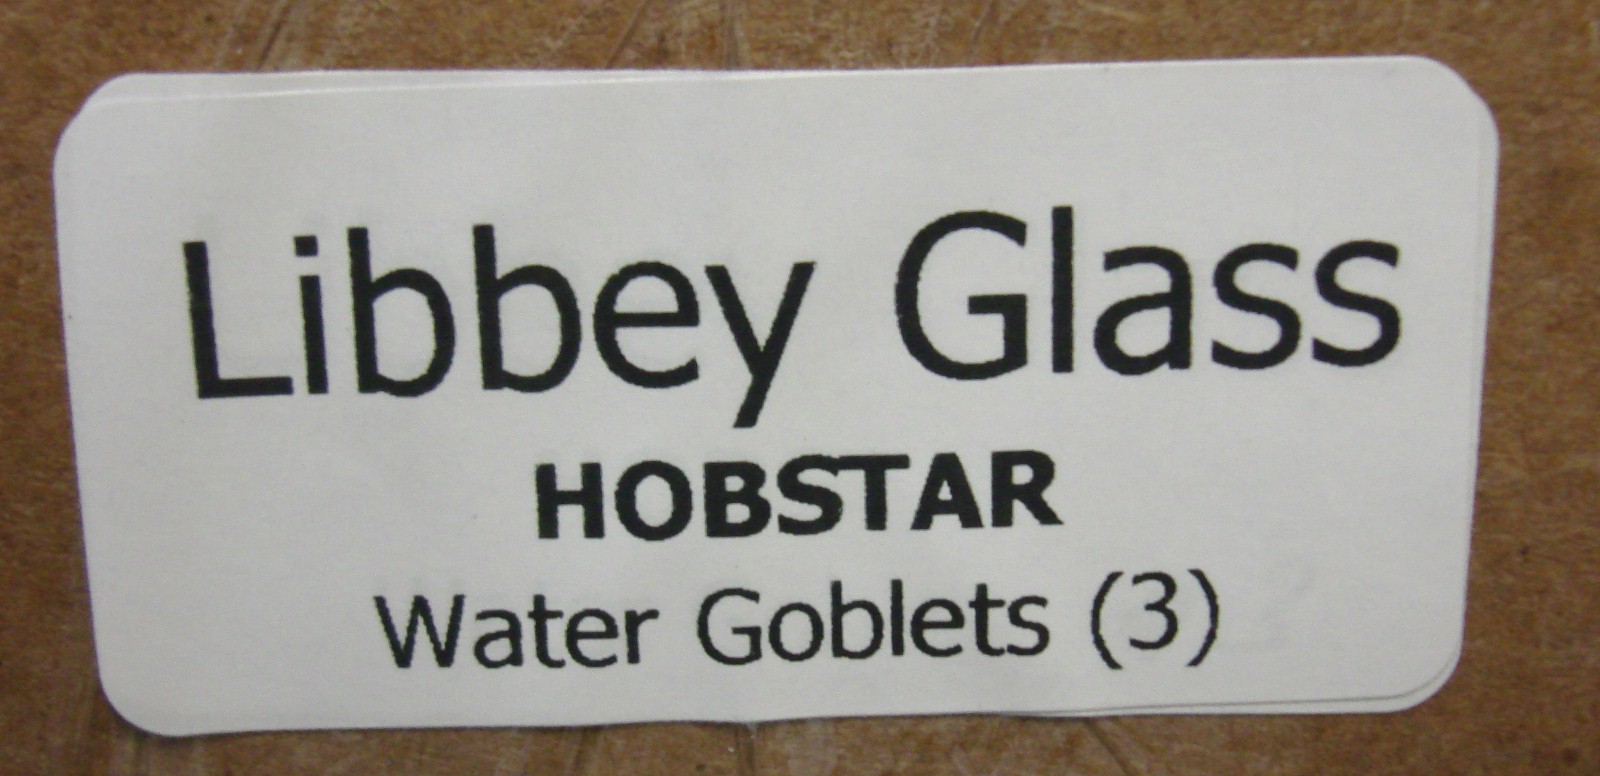 Libbey Glass
HOBSTAR
Water Goblets (3)